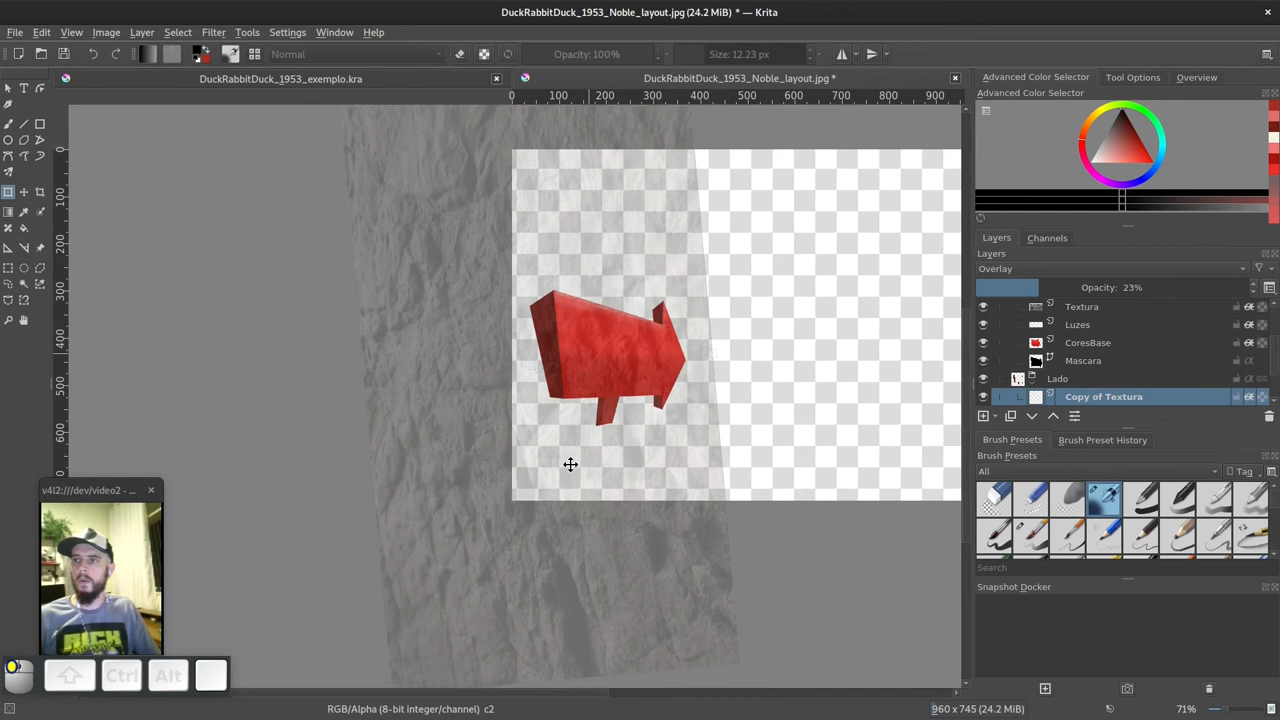 DuckRabbitDuck_1953_Noble_layout.jpg (24.2 MiB) * — Krita
File Edit View Image Layer Select Filter Tools Settings Window Help
Normal
Opacity: 100%
Size: 12.23 px
DuckRabbitDuck_1953_exemplo.kra
DuckRabbitDuck_1953_Noble_layout.jpg *
0 100 200 300 400 500 600 700 800 900
0
100
200
300
400
500
600
Advanced Color Selector
Tool Options
Overview
Advanced Color Selector
Layers
Channels
Layers
Overlay
Opacity: 23%
Textura
Luzes
CoresBase
Mascara
Lado
Copy of Textura
Brush Presets
Brush Preset History
Brush Presets
All
Tag
Search
Snapshot Docker
v4l2:///dev/video2 - ...
RICK
Ctrl
Alt
RGB/Alpha (8-bit integer/channel) c2
960 x 745 (24.2 MiB)
71%